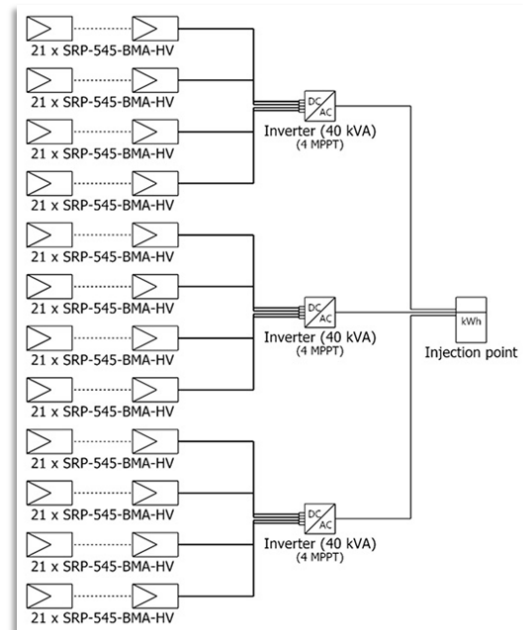 21 x SRP-545-BMA-HV
21 x SRP-545-BMA-HV
DC
AC
Inverter (40 kVA)
(4 MPPT)
21 x SRP-545-BMA-HV
21 x SRP-545-BMA-HV
21 x SRP-545-BMA-HV
21 x SRP-545-BMA-HV
DC
AC
Inverter (40 kVA)
(4 MPPT)
kWh
Injection point
21 x SRP-545-BMA-HV
21 x SRP-545-BMA-HV
21 x SRP-545-BMA-HV
21 x SRP-545-BMA-HV
DC
AC
Inverter (40 kVA)
(4 MPPT)
21 x SRP-545-BMA-HV
21 x SRP-545-BMA-HV